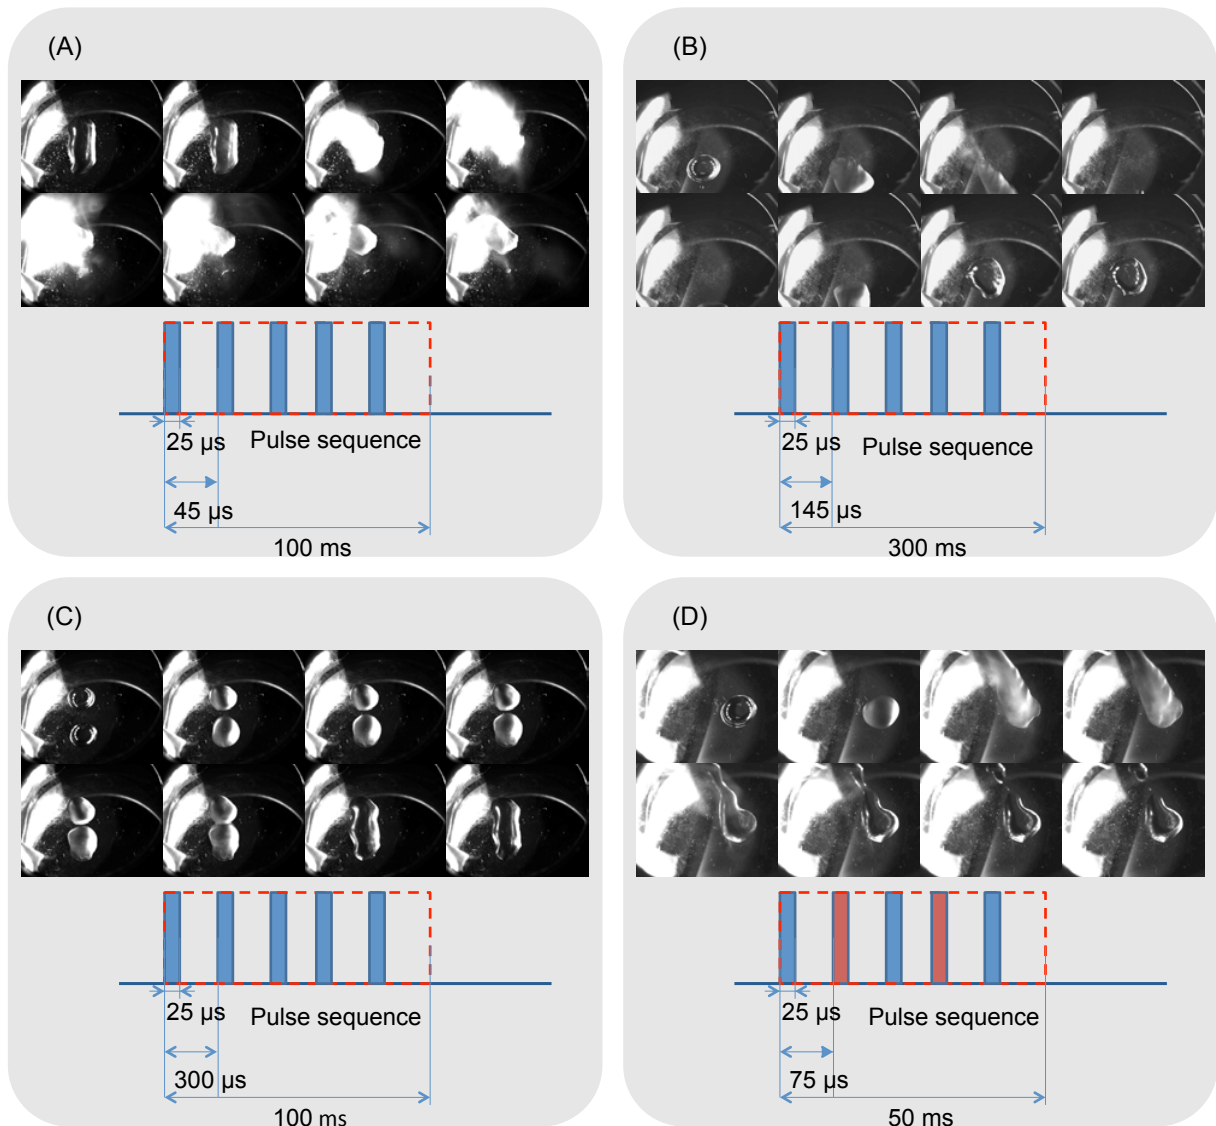 (A)
25 µs
Pulse sequence
45 µs
100 ms
(B)
25 µs
Pulse sequence
145 µs
300 ms
(C)
25 µs
Pulse sequence
300 µs
100 ms
(D)
25 µs
Pulse sequence
75 µs
50 ms